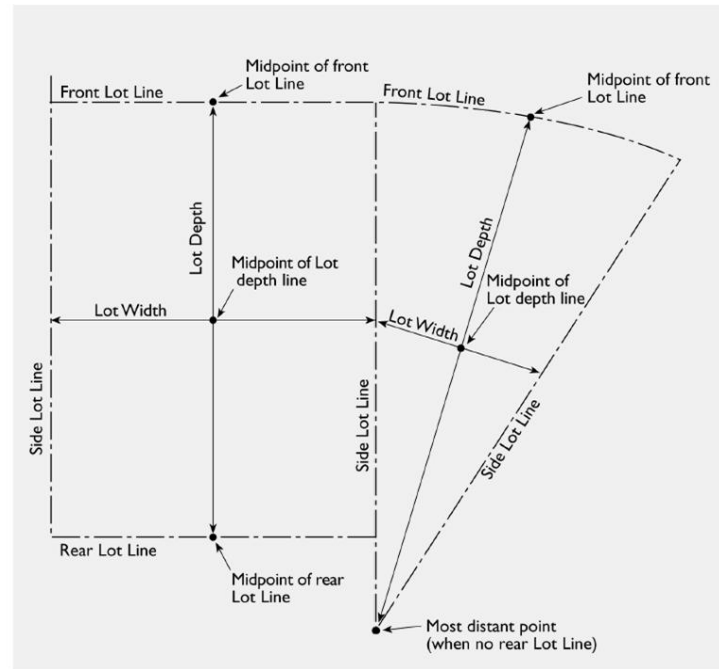 Midpoint of front
Lot Line
Front Lot Line
Midpoint of front
Lot Line
Front Lot Line
Lot Depth
Lot Depth
Midpoint of Lot
depth line
Midpoint of
Lot depth line
Lot Width
Lot Width
Side Lot Line
Side Lot Line
Side Lot Line
Rear Lot Line
Midpoint of rear
Lot Line
Most distant point
(when no rear Lot Line)